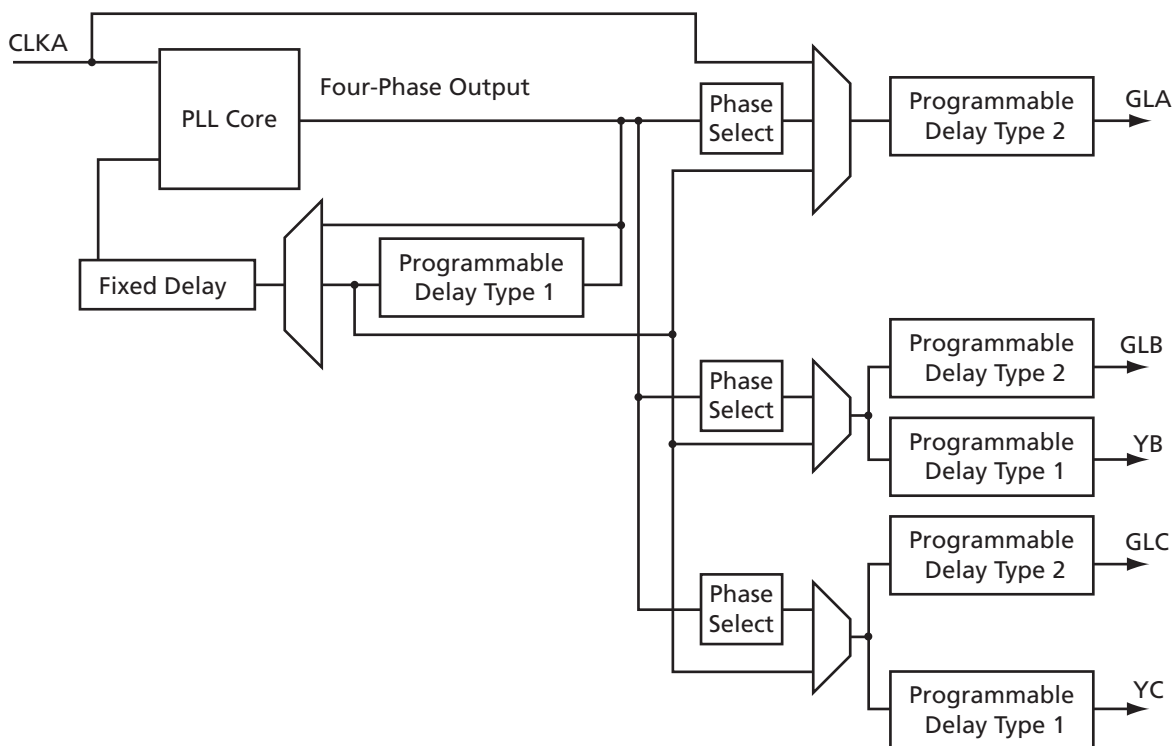 CLKA
PLL Core
Four-Phase Output
Phase
Select
Programmable
Delay Type 2
GLA
Fixed Delay
Programmable
Delay Type 1
Phase
Select
Programmable
Delay Type 2
GLB
Programmable
Delay Type 1
YB
Phase
Select
Programmable
Delay Type 2
GLC
Programmable
Delay Type 1
YC